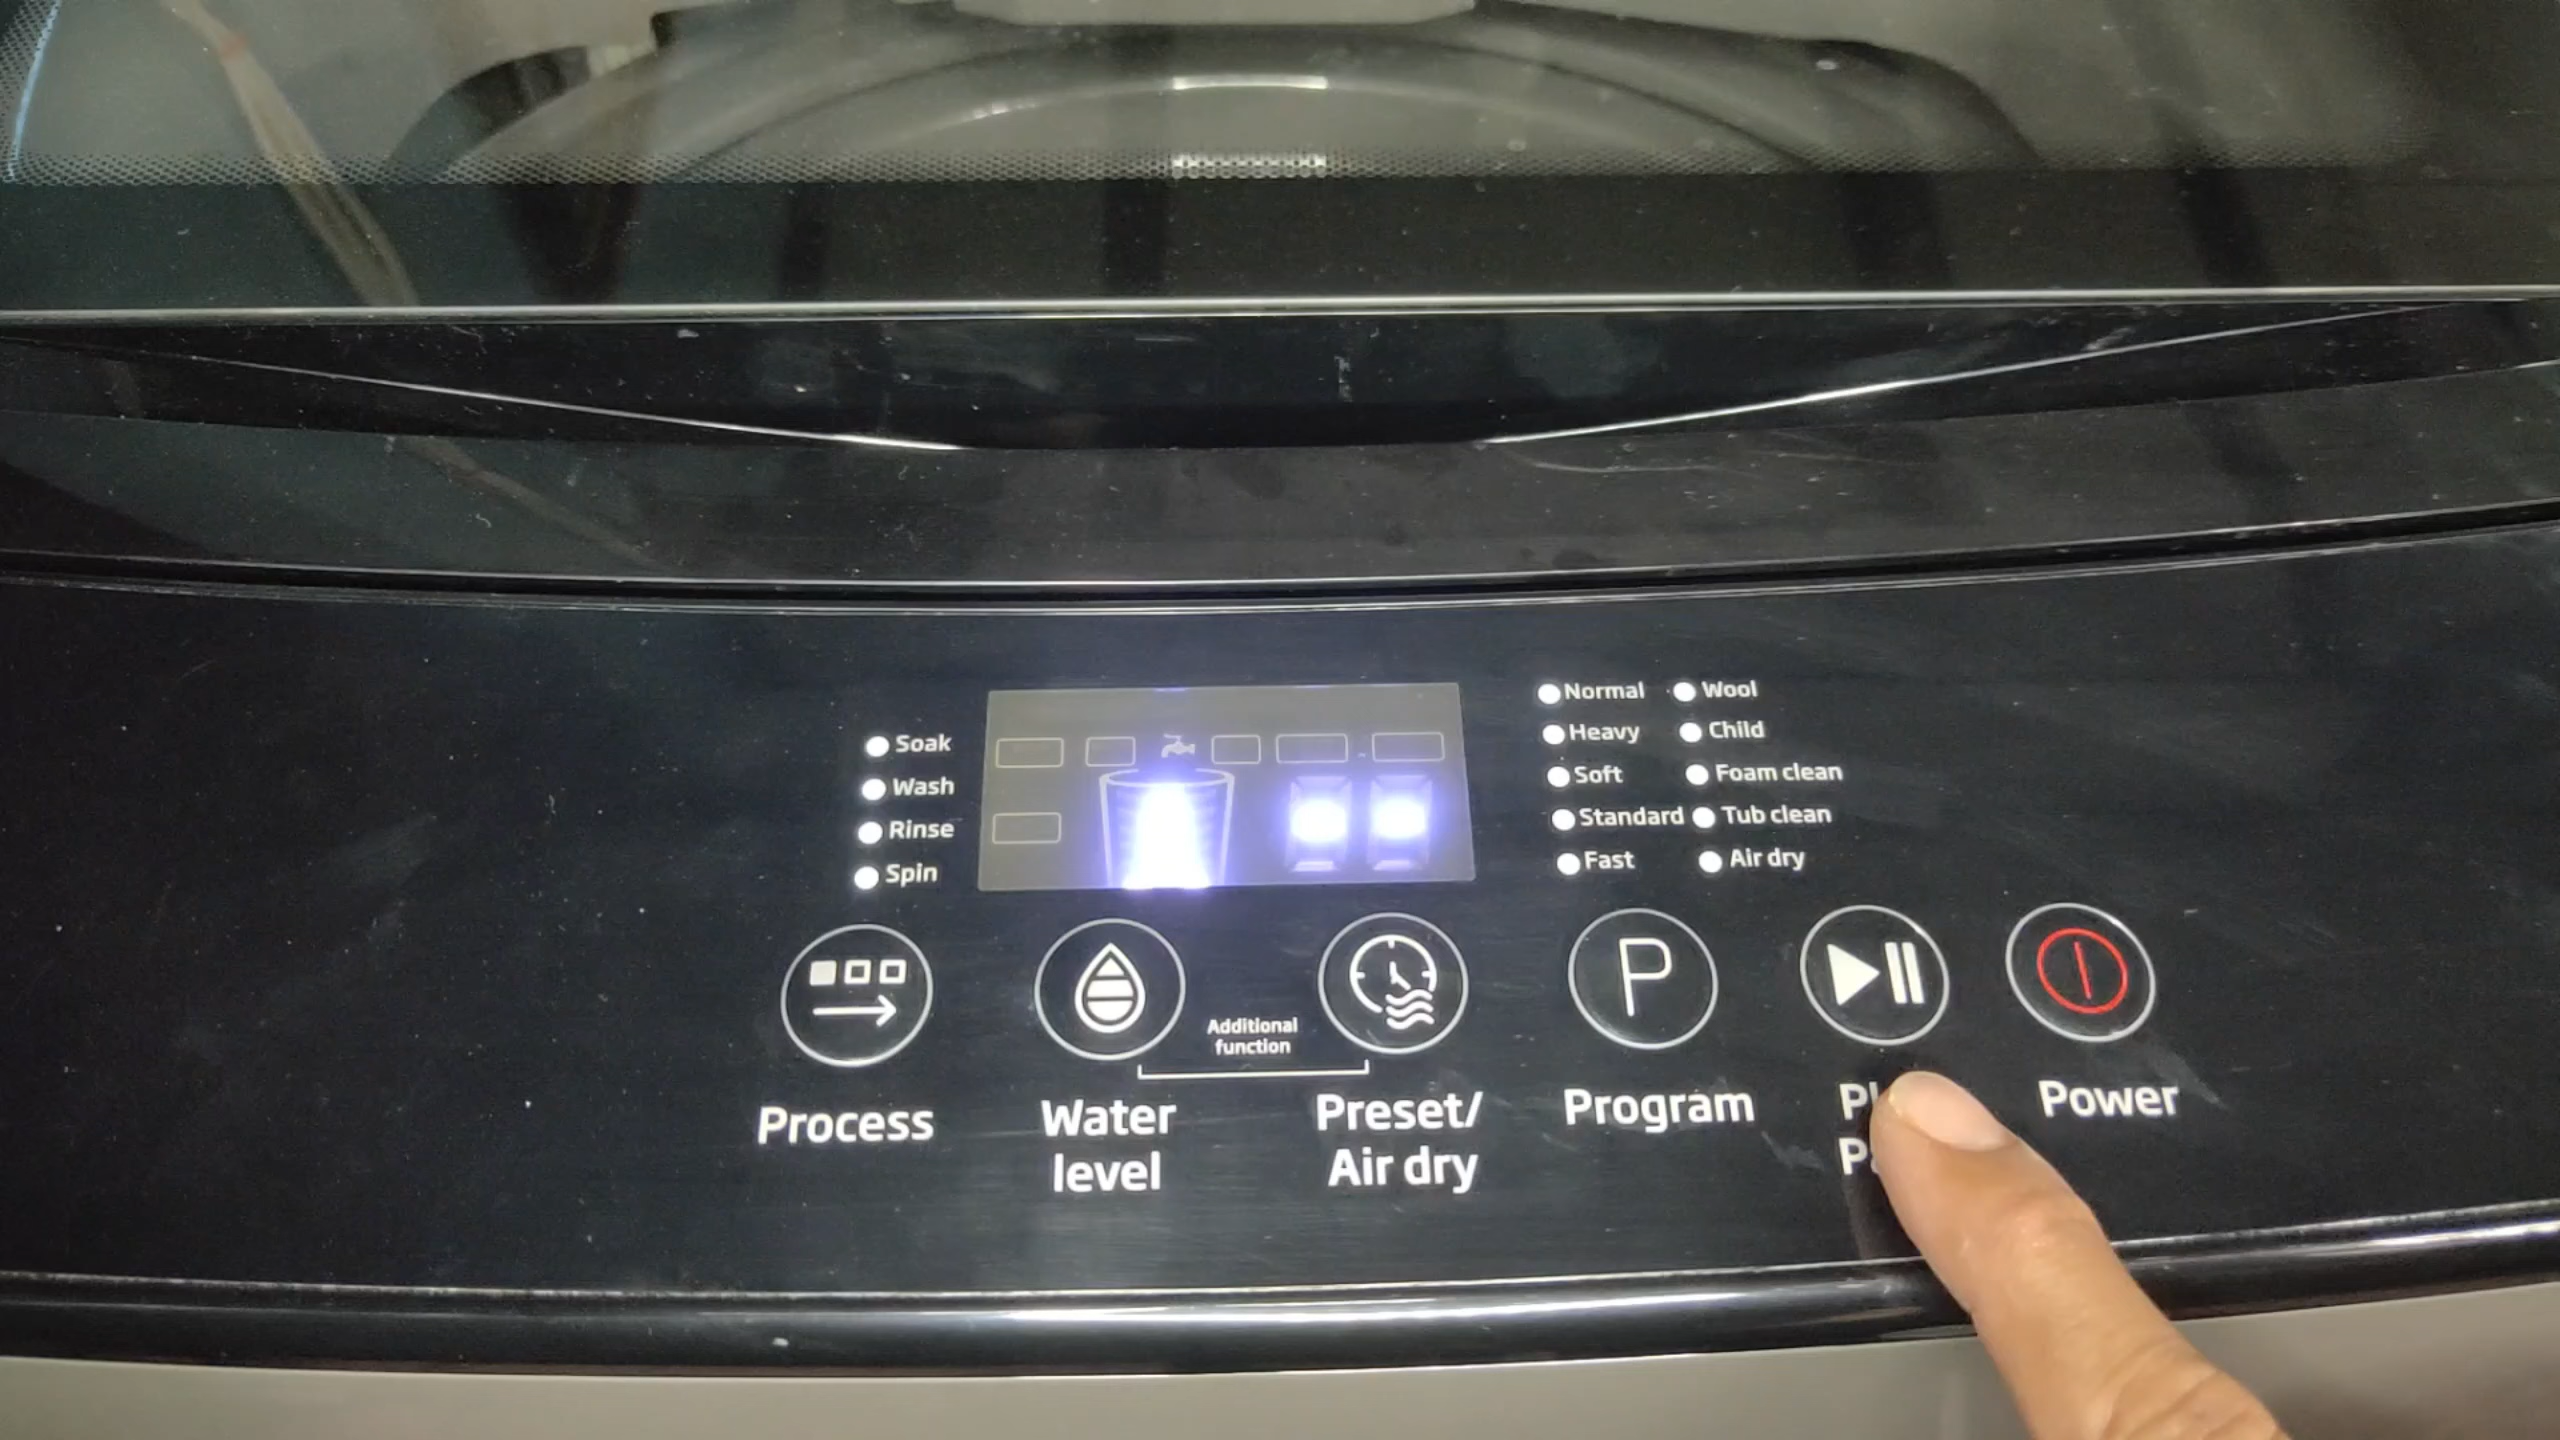 Soak
Wash
Rinse
Spin
Normal
Heavy
Soft
Standard
Fast
Wool
Child
Foam clean
Tub clean
Air dry
Process
Water
level
Additional
function
Preset/
Air dry
P
Program
Power